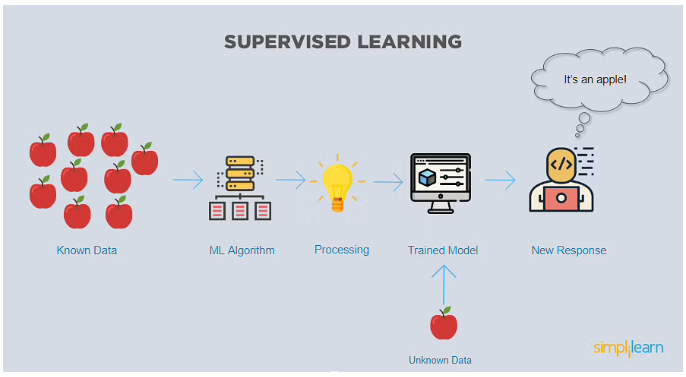 SUPERVISED LEARNING
It's an apple!
Known Data
ML Algorithm
Processing
Trained Model
New Response
Unknown Data
simplilearn